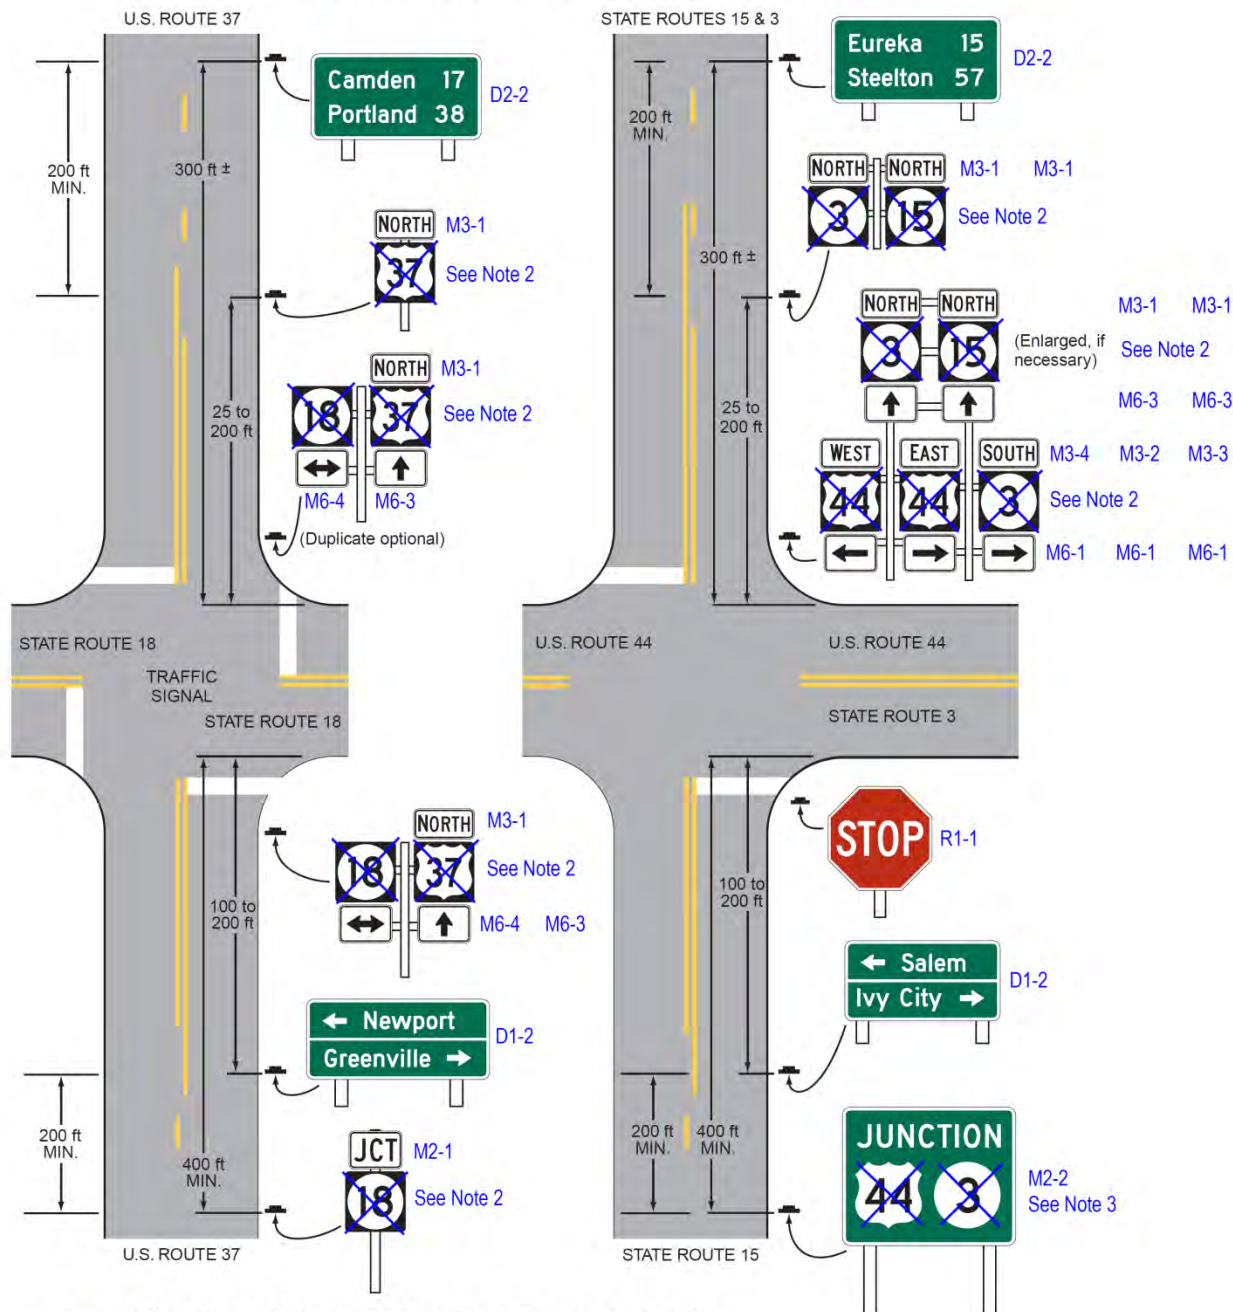 U.S. ROUTE 37
Camden 17
Portland 38
D2-2
200 ft
MIN.
300 ft ±
NORTH
M3-1
37
See Note 2
NORTH
M3-1
18
37
See Note 2
M6-4
M6-3
25 to
200 ft
(Duplicate optional)
STATE ROUTE 18
TRAFFIC
SIGNAL
STATE ROUTE 18
NORTH
M3-1
18
37
See Note 2
M6-4
M6-3
100 to
200 ft
Newport
Greenville
D1-2
200 ft
MIN.
400 ft
MIN.
JCT
M2-1
18
See Note 2
U.S. ROUTE 37
STATE ROUTES 15 & 3
Eureka 15
Steelton 57
D2-2
200 ft
MIN.
NORTH
NORTH
M3-1
M3-1
3
15
See Note 2
300 ft ±
NORTH
NORTH
M3-1
M3-1
3
15
(Enlarged, if
necessary)
See Note 2
M6-3
M6-3
25 to
200 ft
WEST
EAST
SOUTH
M3-4
M3-2
M3-3
44
44
3
See Note 2
M6-1
M6-1
M6-1
U.S. ROUTE 44
U.S. ROUTE 44
STATE ROUTE 3
STOP
R1-1
100 to
200 ft
Salem
Ivy City
D1-2
200 ft
MIN.
400 ft
MIN.
JUNCTION
44
3
M2-2
See Note 3
STATE ROUTE 15